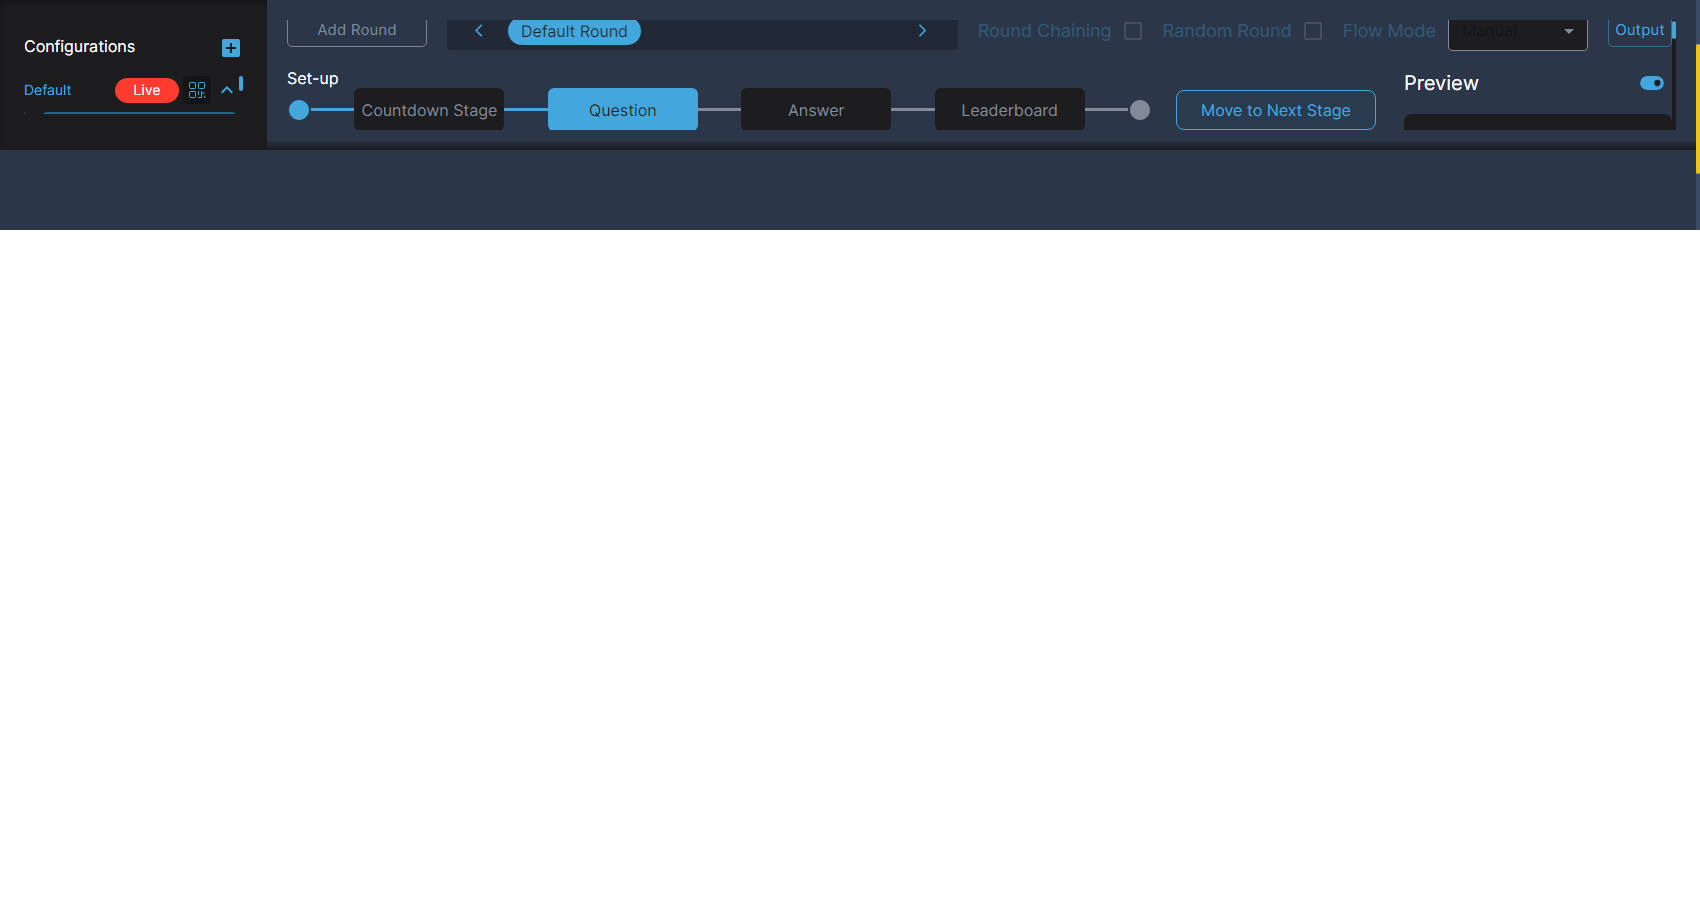 Configurations
Default
Live
Add Round
Default Round
Round Chaining
Random Round
Flow Mode
Manual
Output
Set-up
Countdown Stage
Question
Answer
Leaderboard
Move to Next Stage
Preview